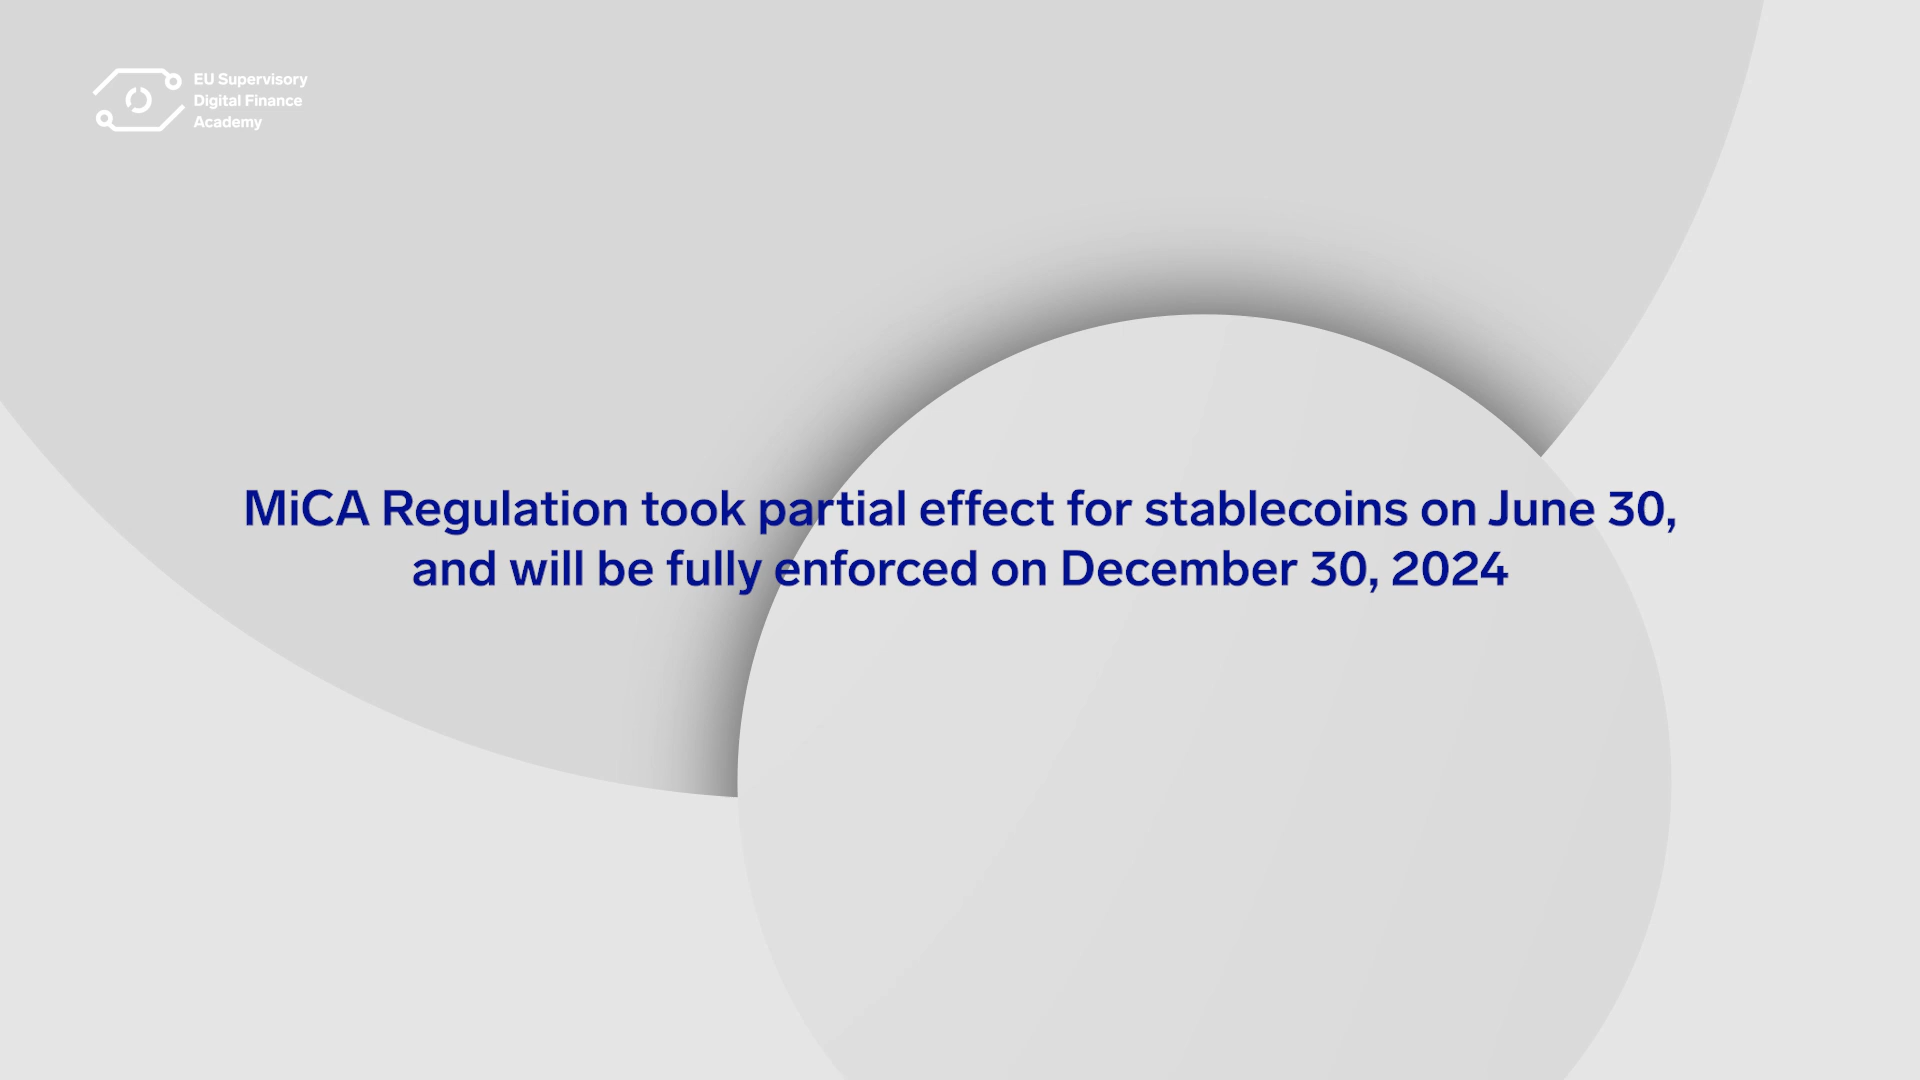 EU Supervisory
Digital Finance
Academy
MiCA Regulation took partial effect for stablecoins on June 30,
and will be fully enforced on December 30, 2024